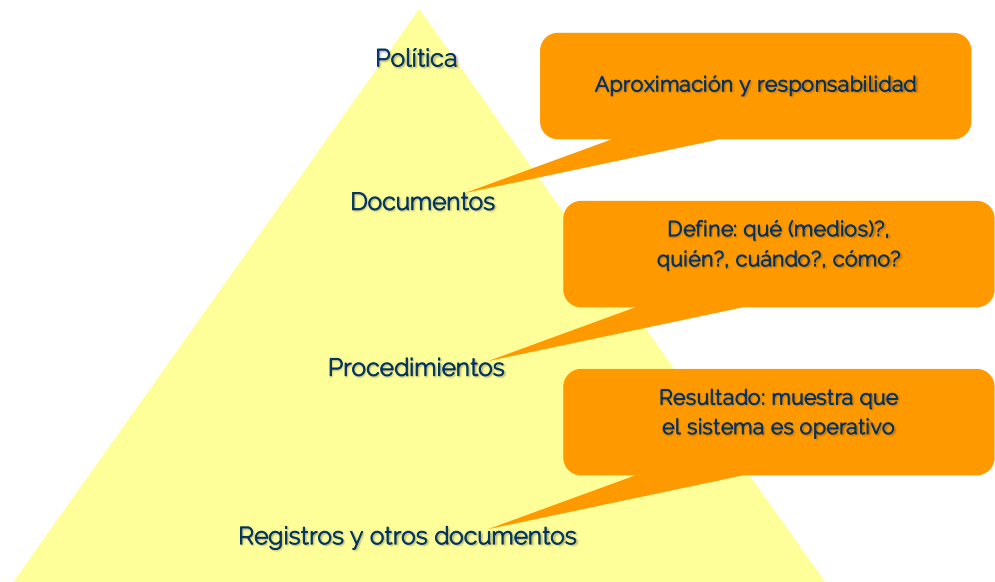 Política
Aproximación y responsabilidad
Documentos
Define: qué (medios)?,
quién?, cuándo?, cómo?
Procedimientos
Resultado: muestra que
el sistema es operativo
Registros y otros documentos